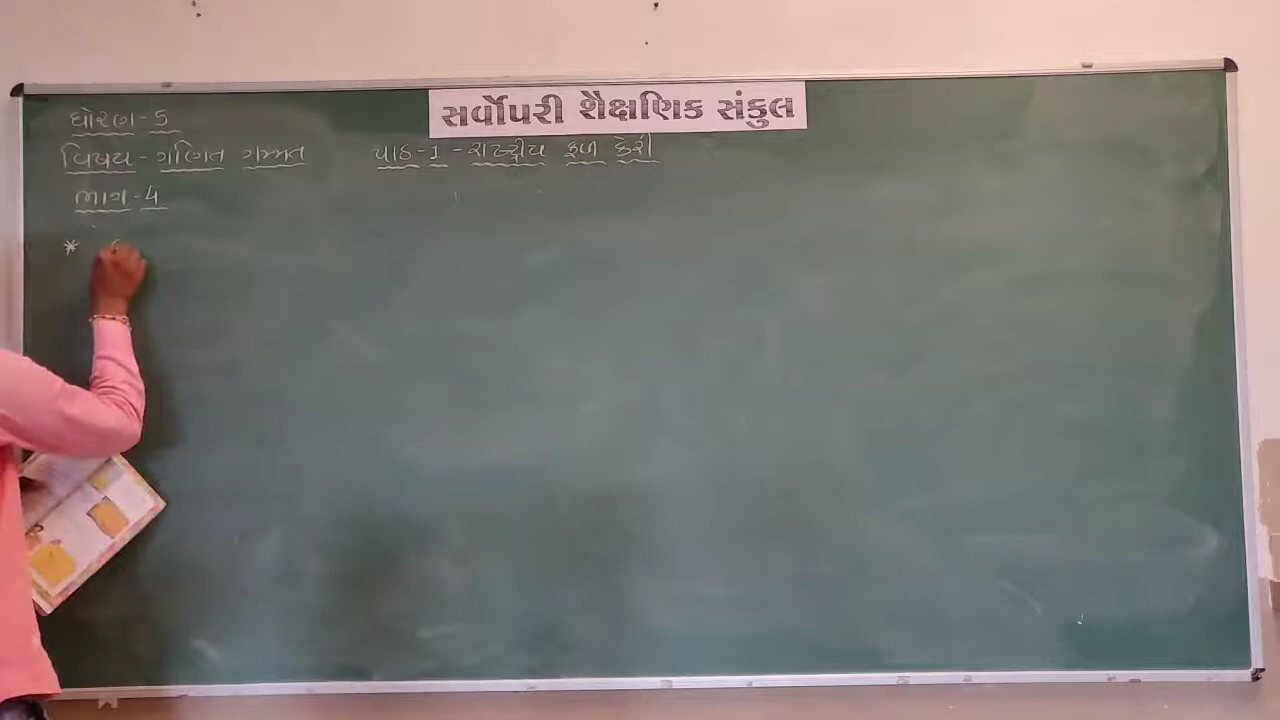 સર્વોપરી શૈક્ષણિક સંકુલ
ધોરણ-5
વિષય - ગણિત ગમ્મત પાઠ-1 - રાષ્ટ્રીય ફળ કેરી
ભાગ-4
*